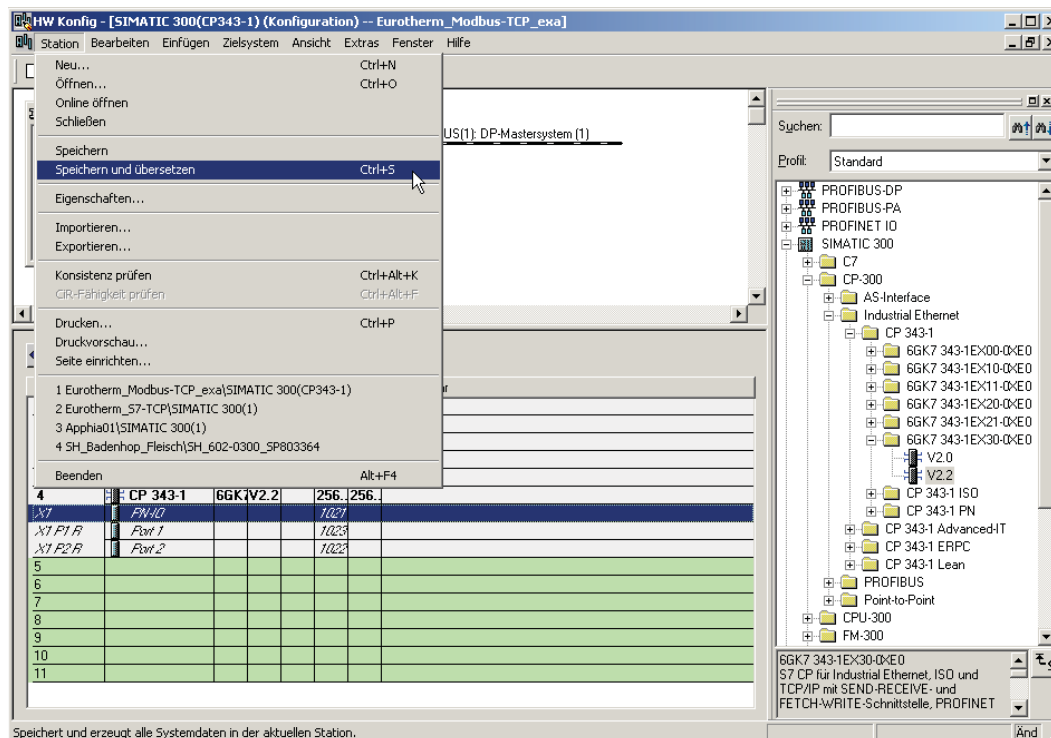 HW Konfig - [SIMATIC 300(CP343-1) (Konfiguration) -- Eurotherm_Modbus-TCP_exa]
Station Bearbeiten Einfügen Zielsystem Ansicht Extras Fenster Hilfe
Neu... Ctrl+N
Öffnen... Ctrl+O
Online öffnen
Schließen
Speichern
Speichern und übersetzen Ctrl+S
Eigenschaften...
Importieren...
Exportieren...
Konsistenz prüfen Ctrl+Alt+K
CiR-Fähigkeit prüfen Ctrl+Alt+F
Drucken... Ctrl+P
Druckvorschau...
Seite einrichten...
1 Eurotherm_Modbus-TCP_exa\SIMATIC 300(CP343-1)
2 Eurotherm_S7-TCP\SIMATIC 300(1)
3 Apphia01\SIMATIC 300(1)
4 SH_Badenhop_Fleisch\SH_602-0300_SP803364
Beenden Alt+F4
US(1): DP-Mastersystem (1)
4 CP 343-1 6GK7 V2.2 256.. 256..
X1 PN-IO 1021
X1 P1 R Port 1 1023
X1 P2 R Port 2 1022
5
6
7
8
9
10
11
Suchen:
Profil: Standard
PROFIBUS-DP
PROFIBUS-PA
PROFINET IO
SIMATIC 300
C7
CP-300
AS-Interface
Industrial Ethernet
CP 343-1
6GK7 343-1EX00-0XE0
6GK7 343-1EX10-0XE0
6GK7 343-1EX11-0XE0
6GK7 343-1EX20-0XE0
6GK7 343-1EX21-0XE0
6GK7 343-1EX30-0XE0
V2.0
V2.2
CP 343-1 ISO
CP 343-1 PN
CP 343-1 Advanced-IT
CP 343-1 ERPC
CP 343-1 Lean
PROFIBUS
Point-to-Point
CPU-300
FM-300
6GK7 343-1EX30-0XE0
S7 CP für Industrial Ethernet, ISO und
TCP/IP mit SEND-RECEIVE- und
FETCH-WRITE-Schnittstelle, PROFINET
Speichert und erzeugt alle Systemdaten in der aktuellen Station.
Änd